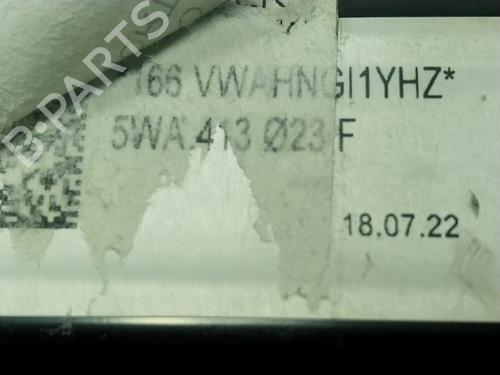 166 VWAHNGI1YHZ*
5WA.413 Ø23 F
18.07.22
B-PARTS